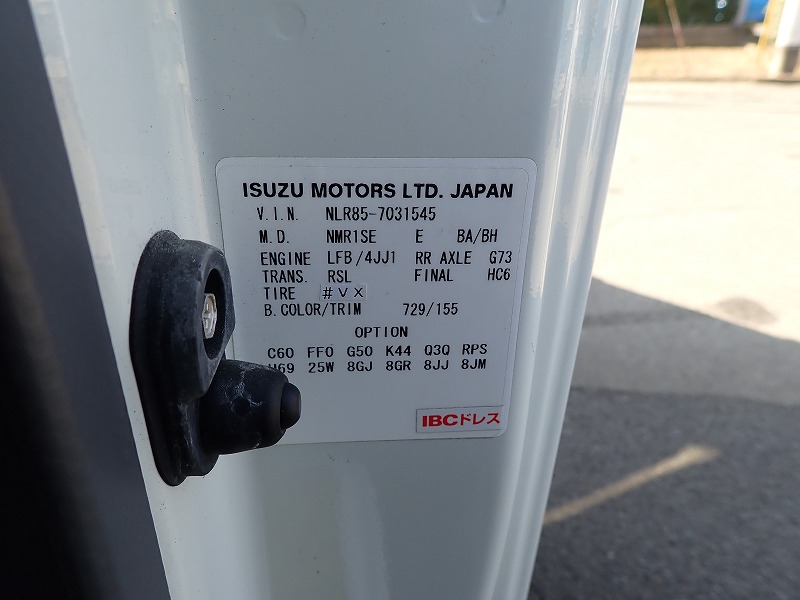 ISUZU MOTORS LTD. JAPAN
V.I.N. NLR85-7031545
M.D. NMR1SE E BA/BH
ENGINE LFB/4JJ1 RR AXLE G73
TRANS. RSL FINAL HC6
TIRE #VX
B.COLOR/TRIM 729/155
OPTION
C60 FF0 G50 K44 Q3Q RPS
25W 8GJ 8GR 8JJ 8JM
IBCドレス